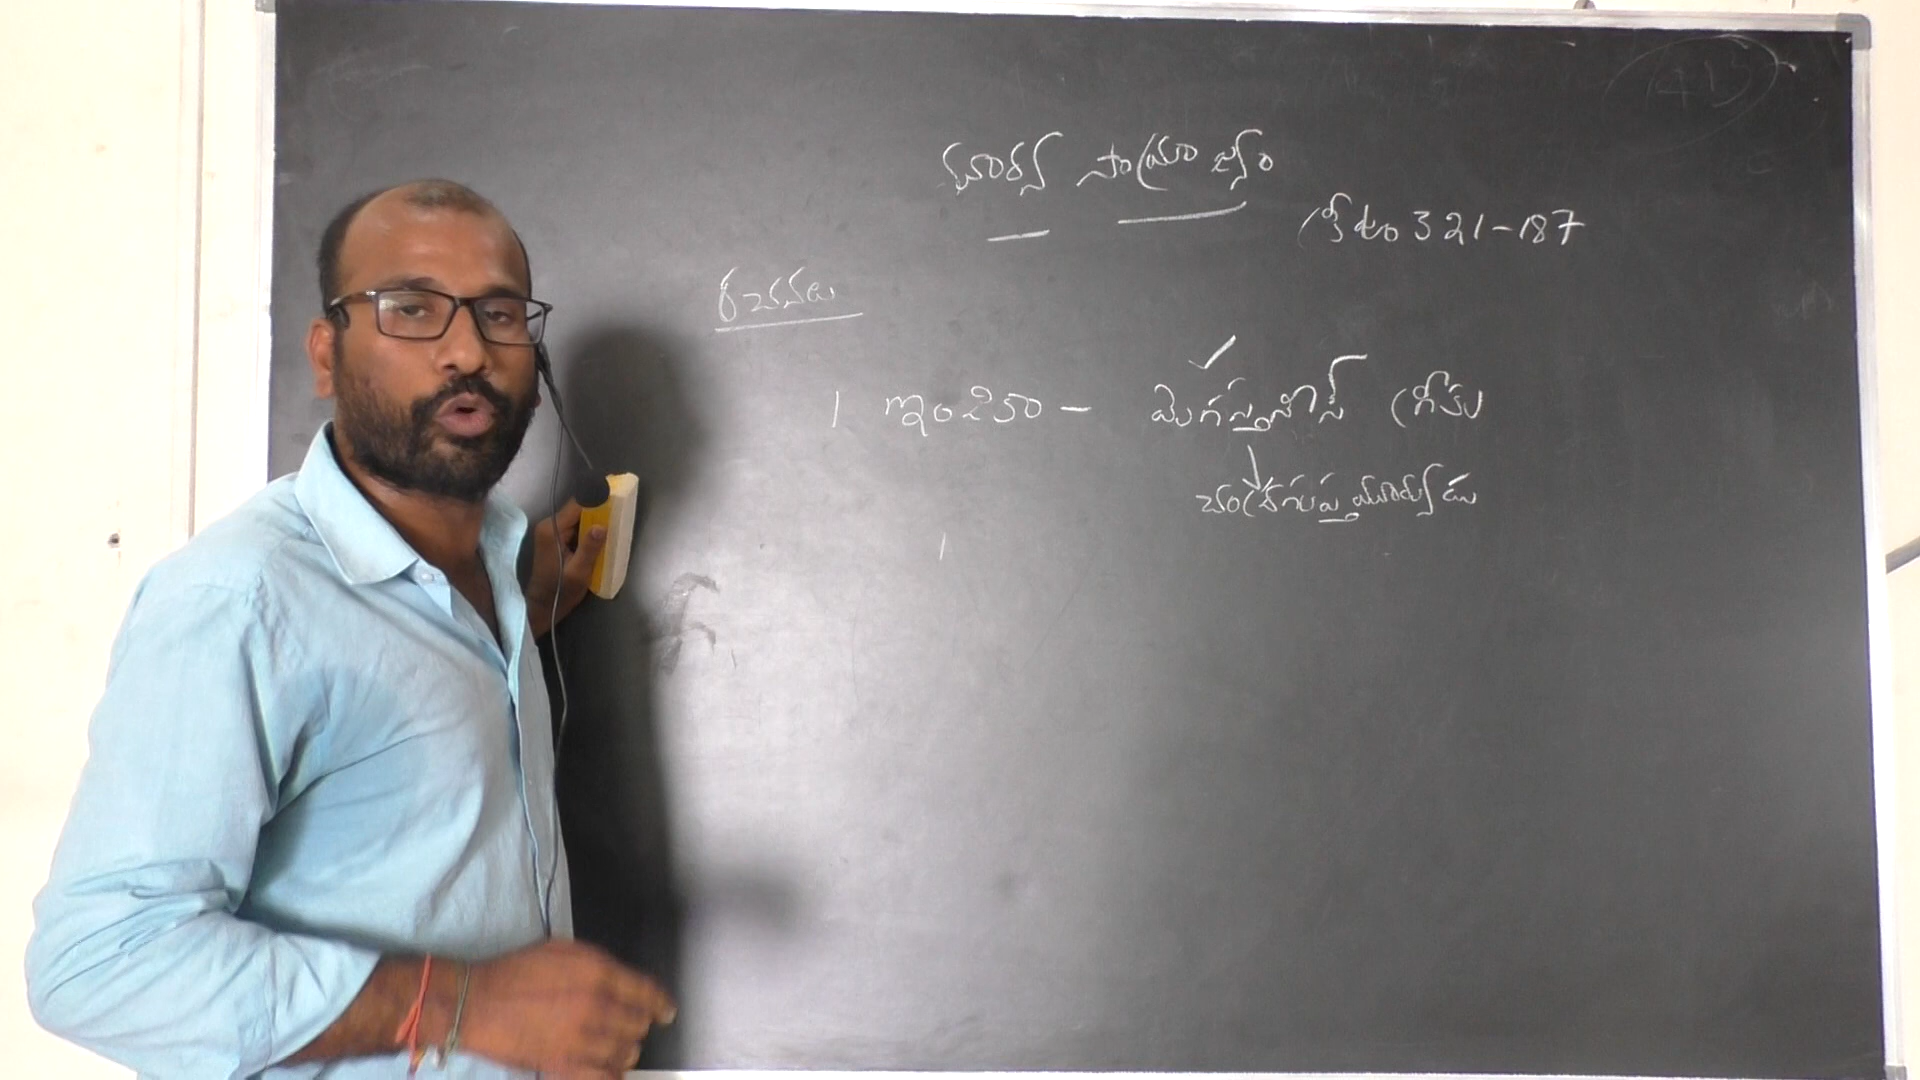 మౌర్య సామ్రాజ్యం
క్రీ.పూ 321-187
రచనలు
1 ఇండికా - మెగస్తనీస్ (గ్రీకు
చంద్రగుప్త మౌర్యుడు